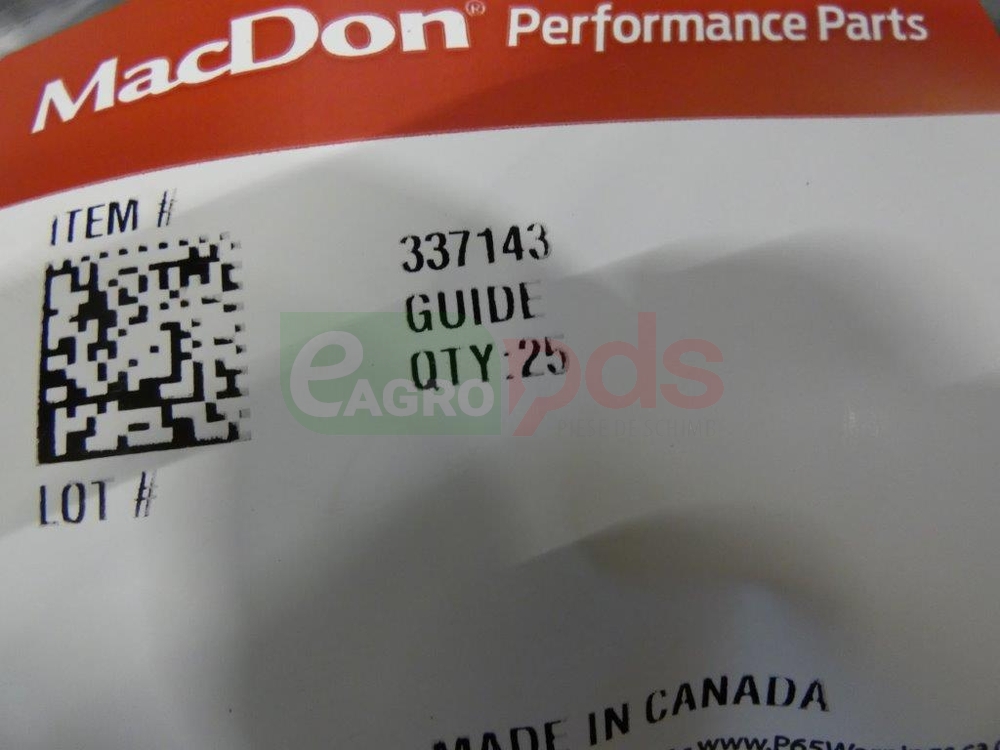 MacDon® Performance Parts
ITEM #
337143
GUIDE
QTY:25
eAGRO pds
LOT #
MADE IN CANADA